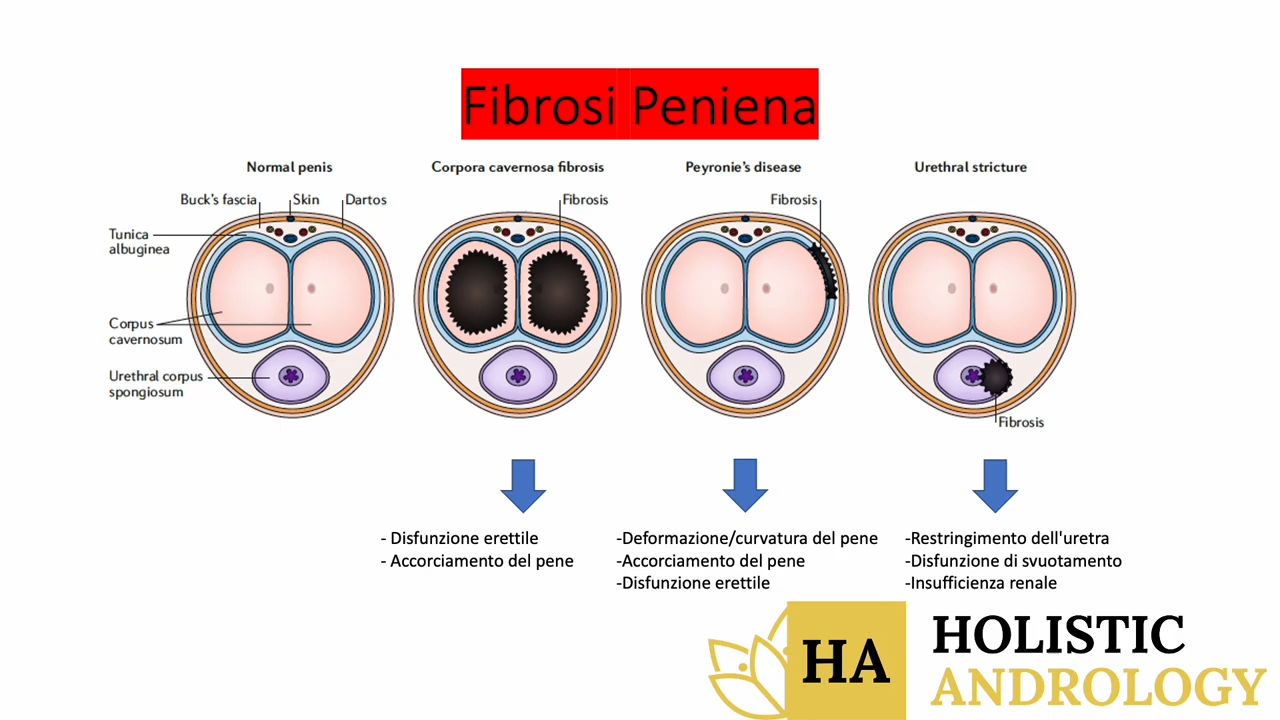 Fibrosi Peniena
Normal penis
Corpora cavernosa fibrosis
Peyronie's disease
Urethral stricture
Buck's fascia
Skin
Dartos
Fibrosis
Fibrosis
Tunica
albuginea
Corpus
cavernosum
Urethral corpus
spongiosum
Fibrosis
- Disfunzione erettile
- Accorciamento del pene
-Deformazione/curvatura del pene
-Accorciamento del pene
-Disfunzione erettile
-Restringimento dell'uretra
-Disfunzione di svuotamento
-Insufficienza renale
HA
HOLISTIC
ANDROLOGY